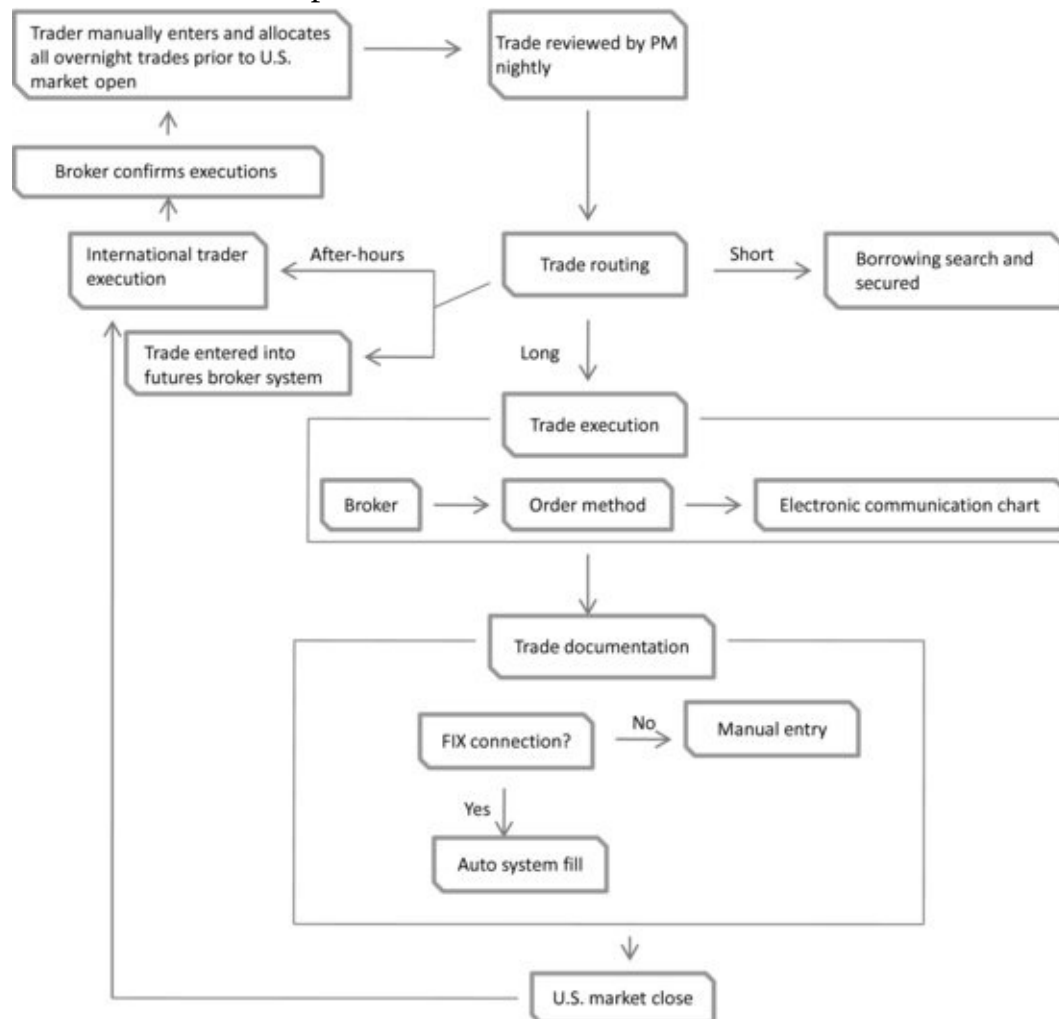 Trader manually enters and allocates
all overnight trades prior to U.S.
market open
Trade reviewed by PM
nightly
Broker confirms executions
International trader
execution
After-hours
Trade routing
Short
Borrowing search and
secured
Trade entered into
futures broker system
Long
Trade execution
Broker
Order method
Electronic communication chart
Trade documentation
FIX connection?
No
Manual entry
Yes
Auto system fill
U.S. market close